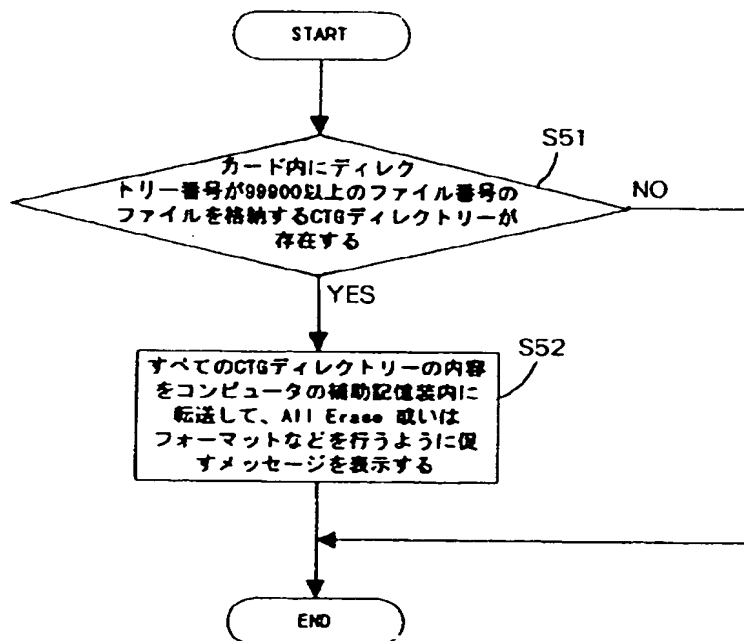 START
S51
カード内にディレク
トリー番号が99900以上のファイル番号の
ファイルを格納するCTGディレクトリーが
存在する
NO
YES
S52
すべてのCTGディレクトリーの内容
をコンピュータの補助記憶装内に
転送して、All Erase 或いは
フォーマットなどを行うように促
すメッセージを表示する
END